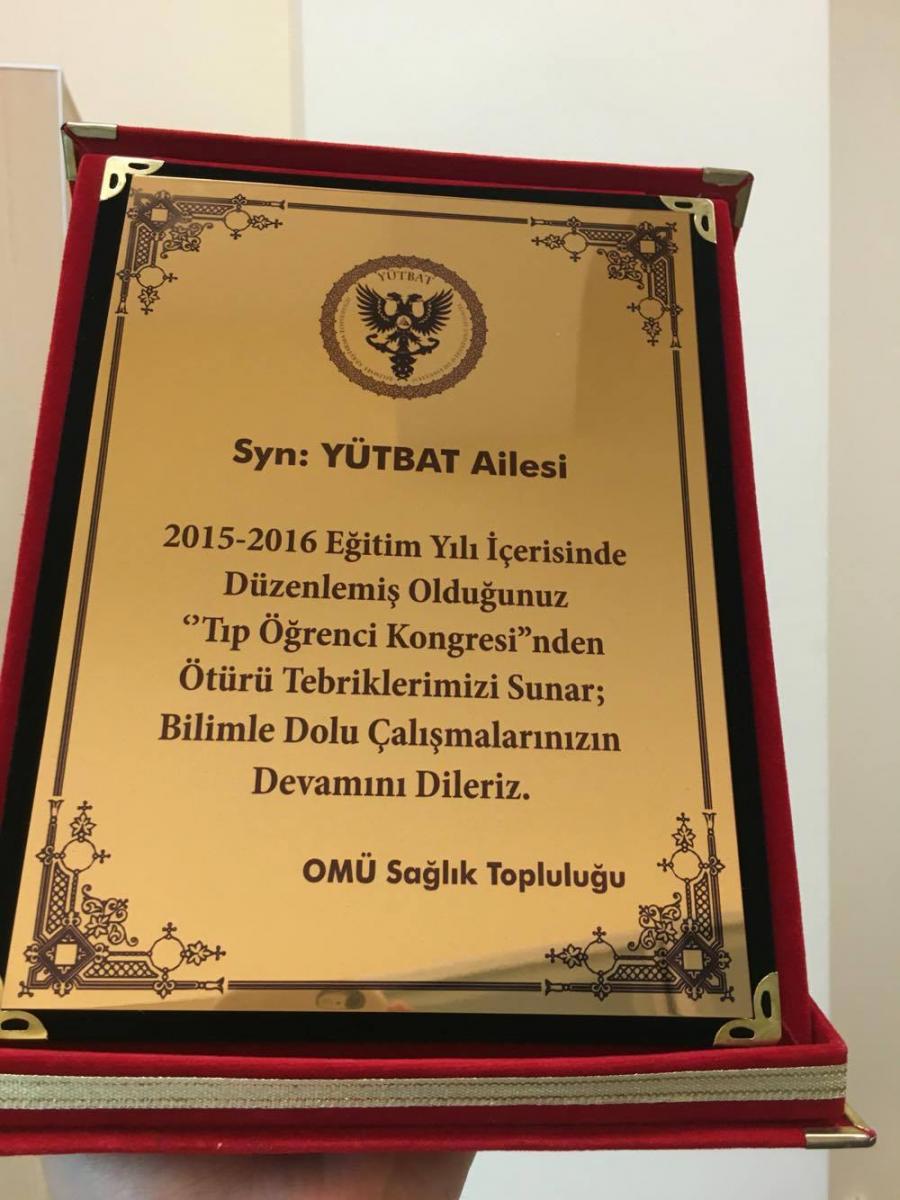 YÜTBAT
Syn: YÜTBAT Ailesi
2015-2016 Eğitim Yılı İçerisinde
Düzenlemiş Olduğunuz
‘’Tıp Öğrenci Kongresi”nden
Ötürü Tebriklerimizi Sunar;
Bilimle Dolu Çalışmalarınızın
Devamını Dileriz.
OMÜ Sağlık Topluluğu